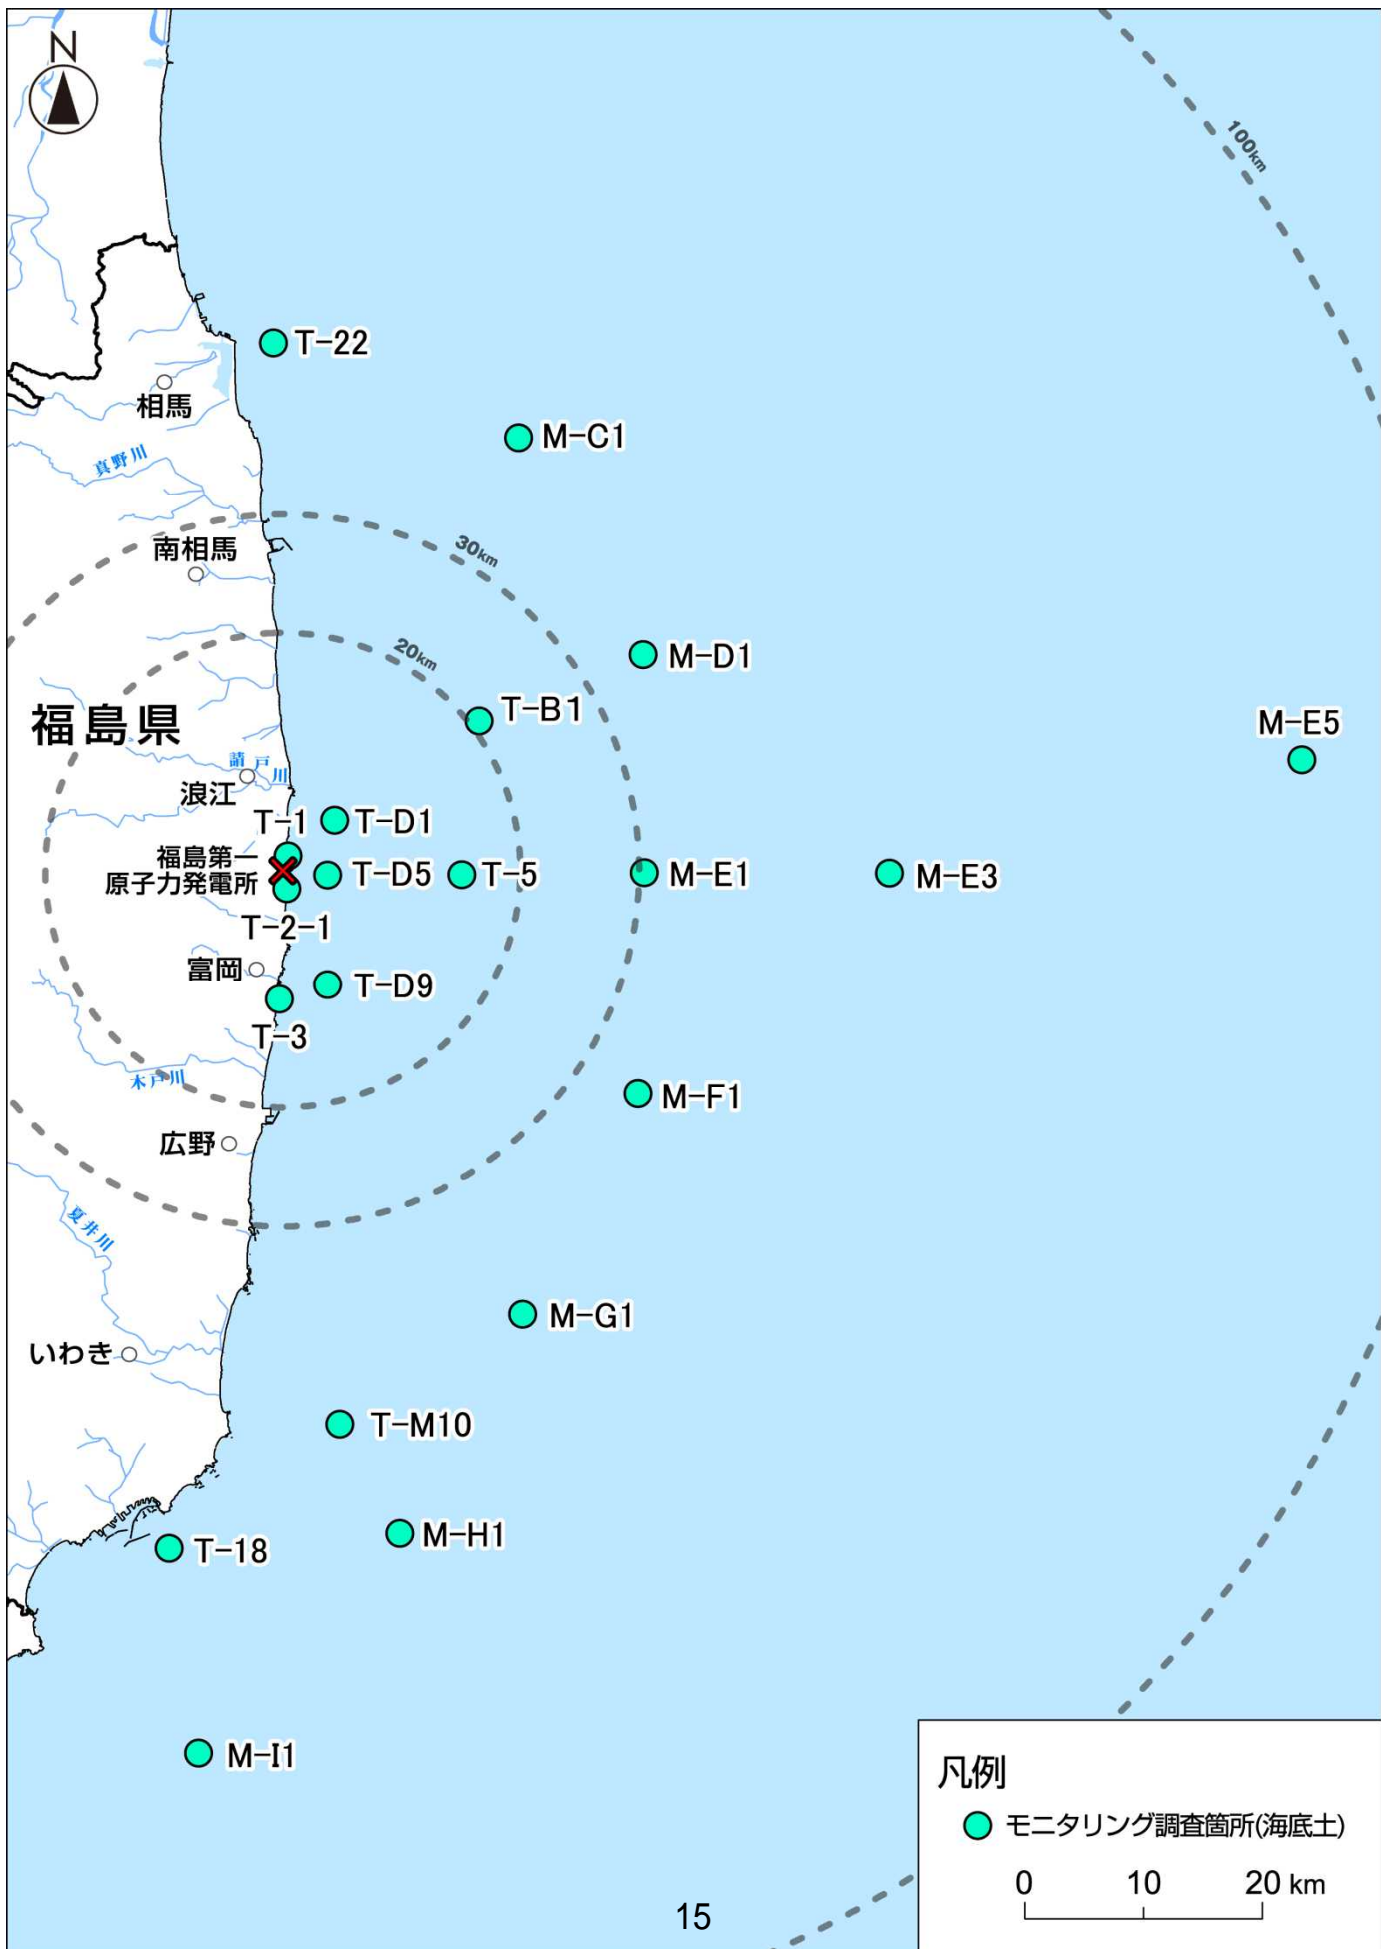 N
100km
T-22
相馬
M-C1
真野川
30km
南相馬
20km
M-D1
T-B1
福島県
M-E5
請戸川
浪江
T-1
T-D1
福島第一
原子力発電所
T-D5
T-5
M-E1
M-E3
T-2-1
富岡
T-D9
T-3
木戸川
M-F1
広野
夏井川
M-G1
いわき
T-M10
M-H1
T-18
M-I1
凡例
モニタリング調査箇所(海底土)
0 10 20 km
15